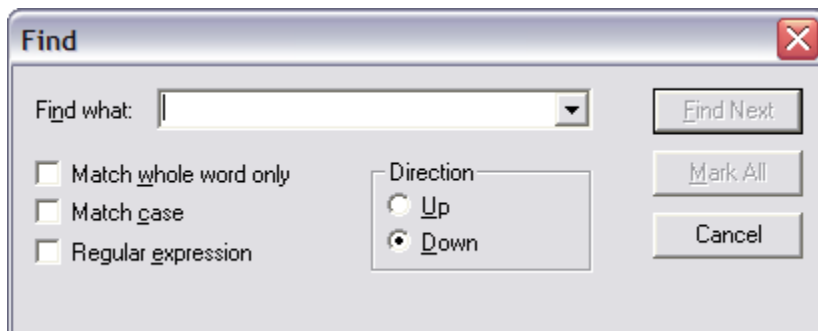 Find
Find what:
Find Next
Match whole word only
Direction
Mark All
Match case
Up
Regular expression
Down
Cancel